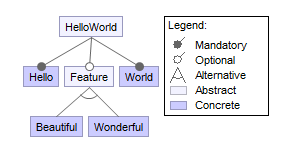 HelloWorld
Hello
Feature
World
Beautiful
Wonderful
Legend:
Mandatory
Optional
Alternative
Abstract
Concrete